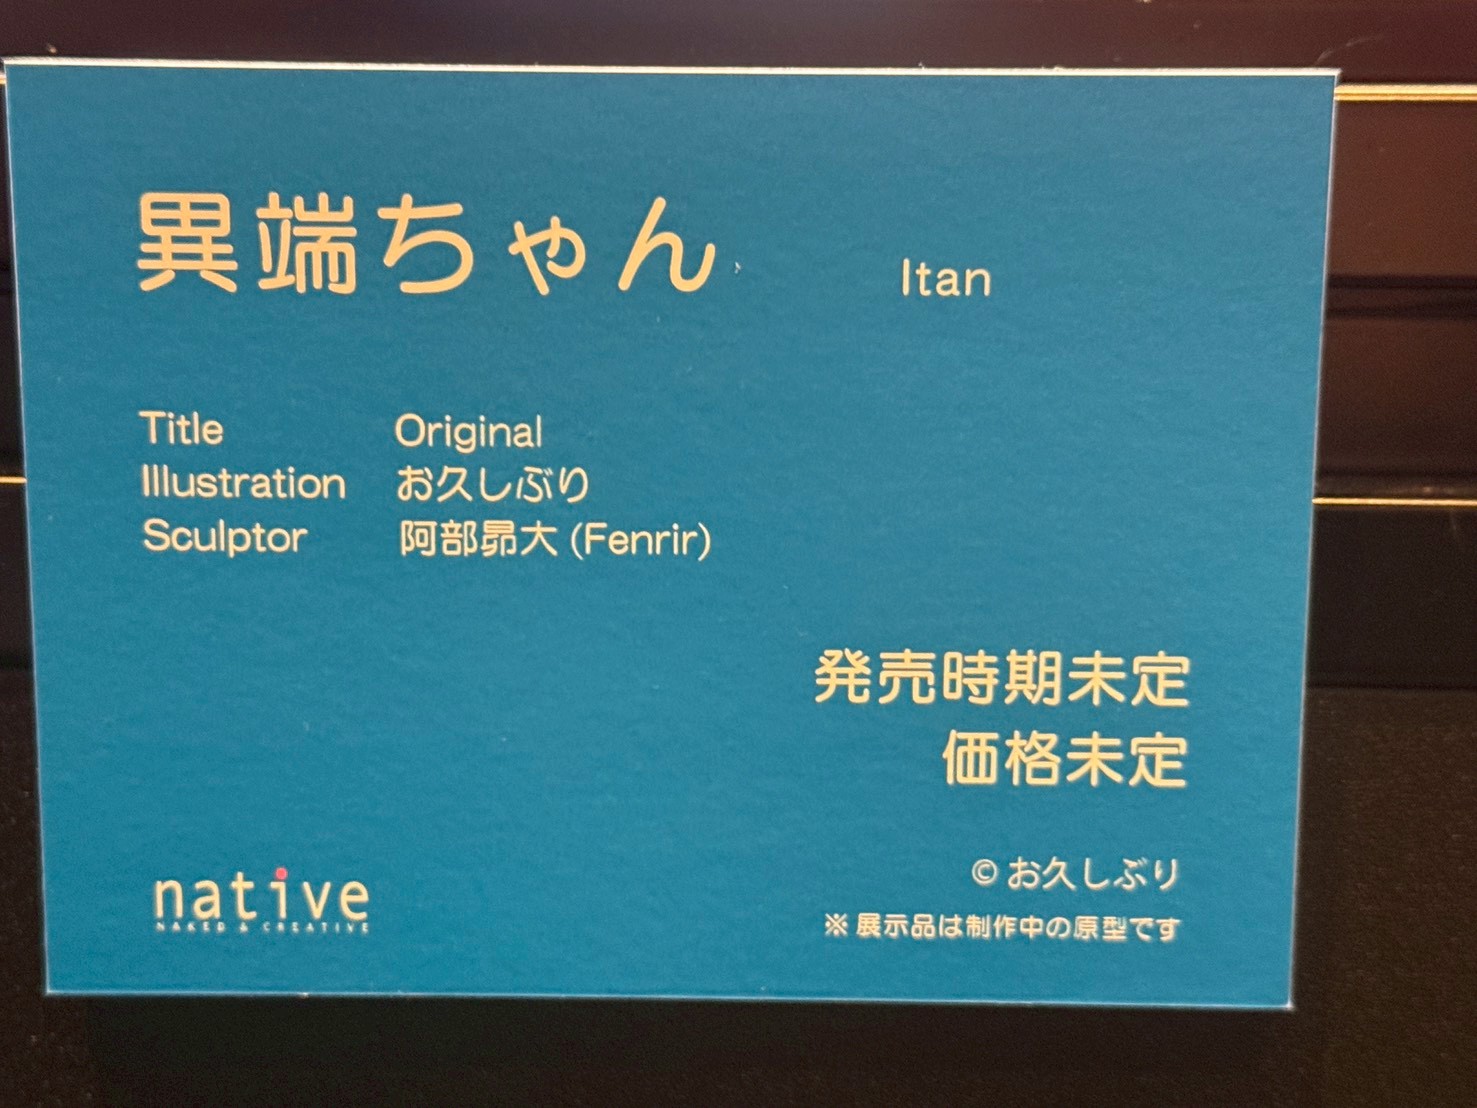 異端ちゃん Itan
Title Original
Illustration お久しぶり
Sculptor 阿部昴大 (Fenrir)
発売時期未定
価格未定
© お久しぶり
※ 展示品は制作中の原型です
native
NAKED & CREATIVE